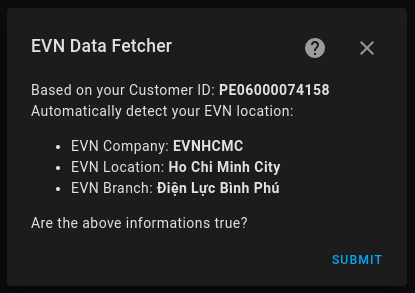 EVN Data Fetcher
Based on your Customer ID: PE06000074158
Automatically detect your EVN location:
• EVN Company: EVNHCMC
• EVN Location: Ho Chi Minh City
• EVN Branch: Điện Lực Bình Phú
Are the above informations true?
SUBMIT